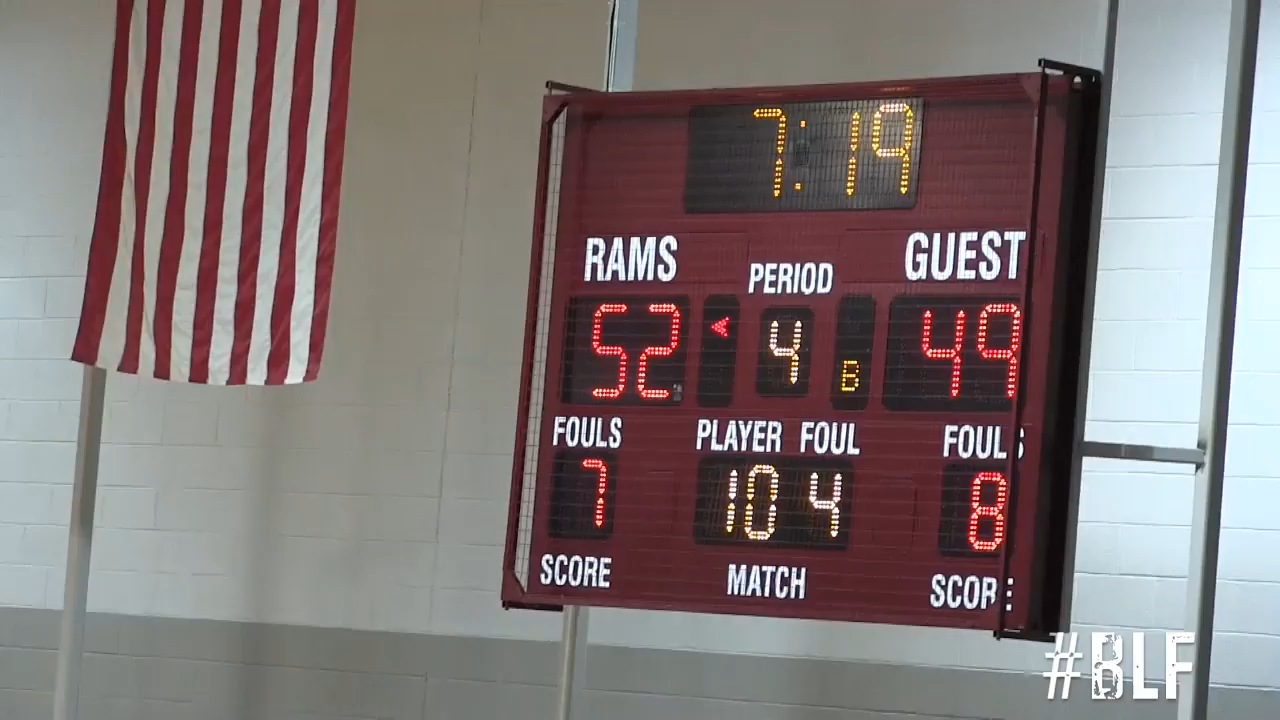 7:19
RAMS PERIOD GUEST
52 4 B 49
FOULS PLAYER FOUL FOULS
7 10 4 8
SCORE MATCH SCORE
#BLF